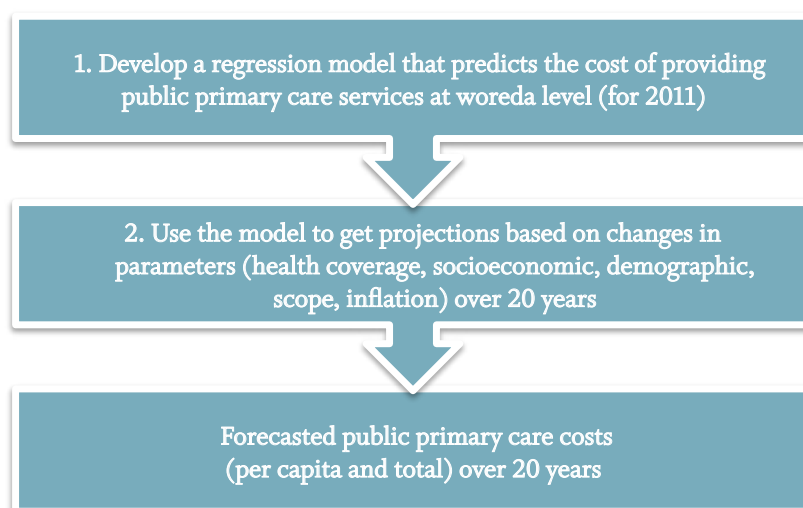 1. Develop a regression model that predicts the cost of providing
public primary care services at woreda level (for 2011)
2. Use the model to get projections based on changes in
parameters (health coverage, socioeconomic, demographic,
scope, inflation) over 20 years
Forecasted public primary care costs
(per capita and total) over 20 years